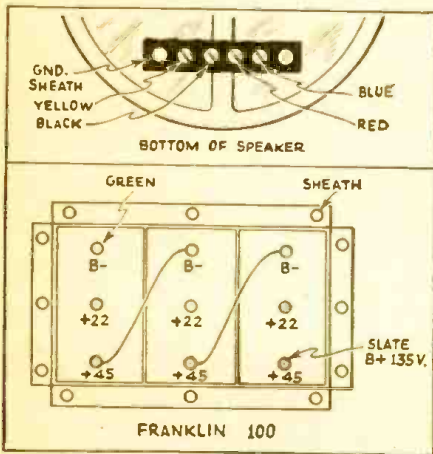 GND.
SHEATH
YELLOW
BLACK
BLUE
RED
BOTTOM OF SPEAKER
GREEN
SHEATH
B- B- B-
+22 +22 +22
+45 +45 +45
SLATE
B+ 135 V.
FRANKLIN 100